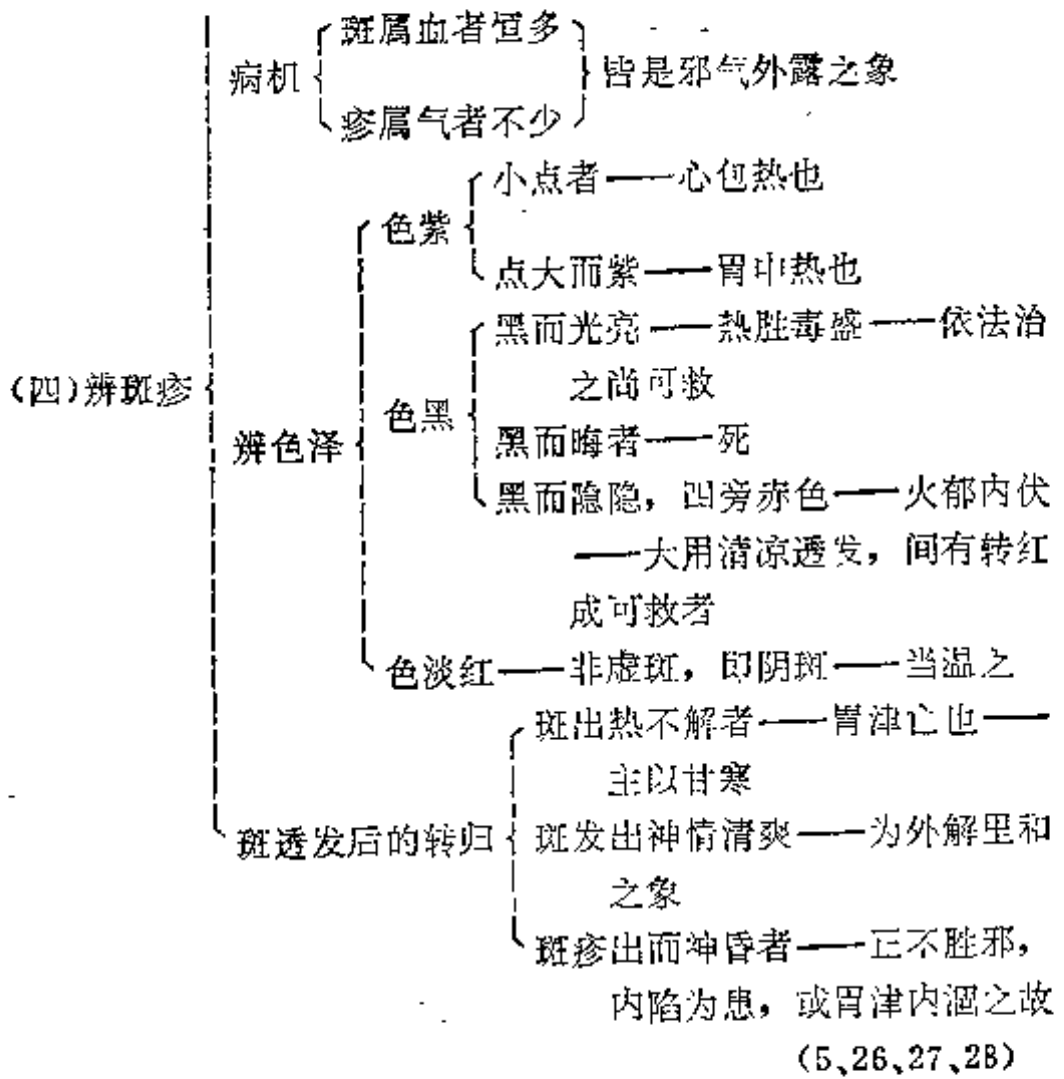 斑属血者恒多
病机
皆是邪气外露之象
疹属气者不少
小点者——心包热也
色紫
点大而紫——胃中热也
黑而光亮——热胜毒盛——依法治
之尚可救
(四)辨斑疹
色黑
辨色泽
黑而晦者——死
黑而隐隐，四旁赤色——火郁内伏
——大用清凉透发，间有转红
成可救者
色淡红——非虚斑，即阴斑——当温之
斑出热不解者——胃津亡也——
主以甘寒
斑透发后的转归
斑发出神情清爽——为外解里和
之象
斑疹出而神昏者——正不胜邪，
内陷为患，或胃津内涸之故
(5、26、27、28)